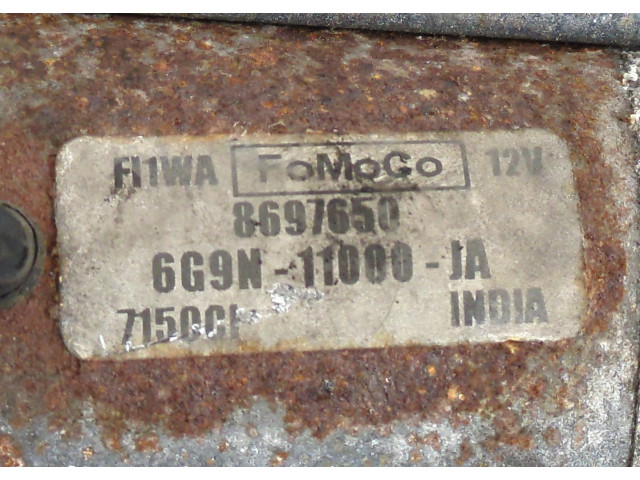 FI1WA FoMoCo 12V
8697650
6G9N-11000-JA
INDIA